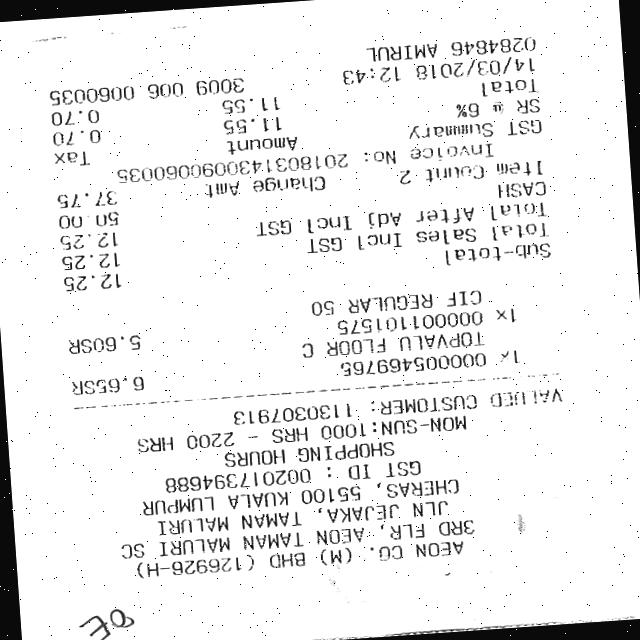 AEON CO. (M) BHD (126926-H)
3RD FLR, AEON TAMAN MALURI SC
JLN JEJAKA, TAMAN MALURI
CHERAS, 55100 KUALA LUMPUR
GST ID : 002017394688
SHOPPING HOURS
MON-SUN:1000 HRS - 2200 HRS
VALUED CUSTOMER: 1130307913
1x 000005469765 6.65SR
TOPVALU FLOOR C
1x 000001101575 5.60SR
CIF REGULAR 50
Sub-total 12.25
Total Sales Incl GST 12.25
Total After Adj Incl GST 12.25
CASH 50.00
Item Count 2 Change Amt 37.75
Invoice No: 2018031430090060035
GST Summary Amount Tax
SR @ 6% 11.55 0.70
Total 11.55 0.70
14/03/2018 12:43 3009 006 0060035
0284846 AMIRUL